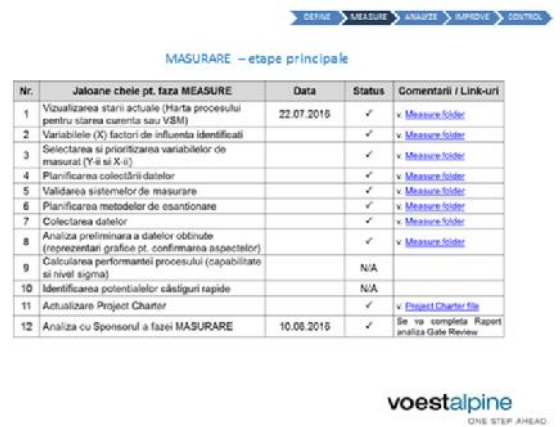 DEFINE MEASURE ANALYZE IMPROVE CONTROL
MASURARE – etape principale
Nr. Jaloane cheie pt. faza MEASURE Data Status Comentarii / Link-uri
1 Vizualizarea starii actuale (Harta procesului
pentru starea curenta sau VSM) 22.07.2016 ✓ v. Measure folder
2 Variabilele (X) factori de influenta identificati ✓ v. Measure folder
3 Selectarea si prioritizarea variabilelor de
masurat (Y-ii si X-ii) ✓ v. Measure folder
4 Planificarea colectării datelor ✓ v. Measure folder
5 Validarea sistemelor de masurare ✓ v. Measure folder
6 Planificarea metodelor de esantionare ✓ v. Measure folder
7 Colectarea datelor ✓ v. Measure folder
8 Analiza preliminara a datelor obtinute
(reprezentari grafice pt. confirmarea aspectelor) ✓ v. Measure folder
9 Calcularea performantei procesului (capabilitate
si nivel sigma) N/A
10 Identificarea potentialelor câstiguri rapide N/A
11 Actualizare Project Charter ✓ v. Project Charter file
12 Analiza cu Sponsorul a fazei MASURARE 10.08.2016 ✓ Se va completa Raport
analiza Gate Review
voestalpine
ONE STEP AHEAD.